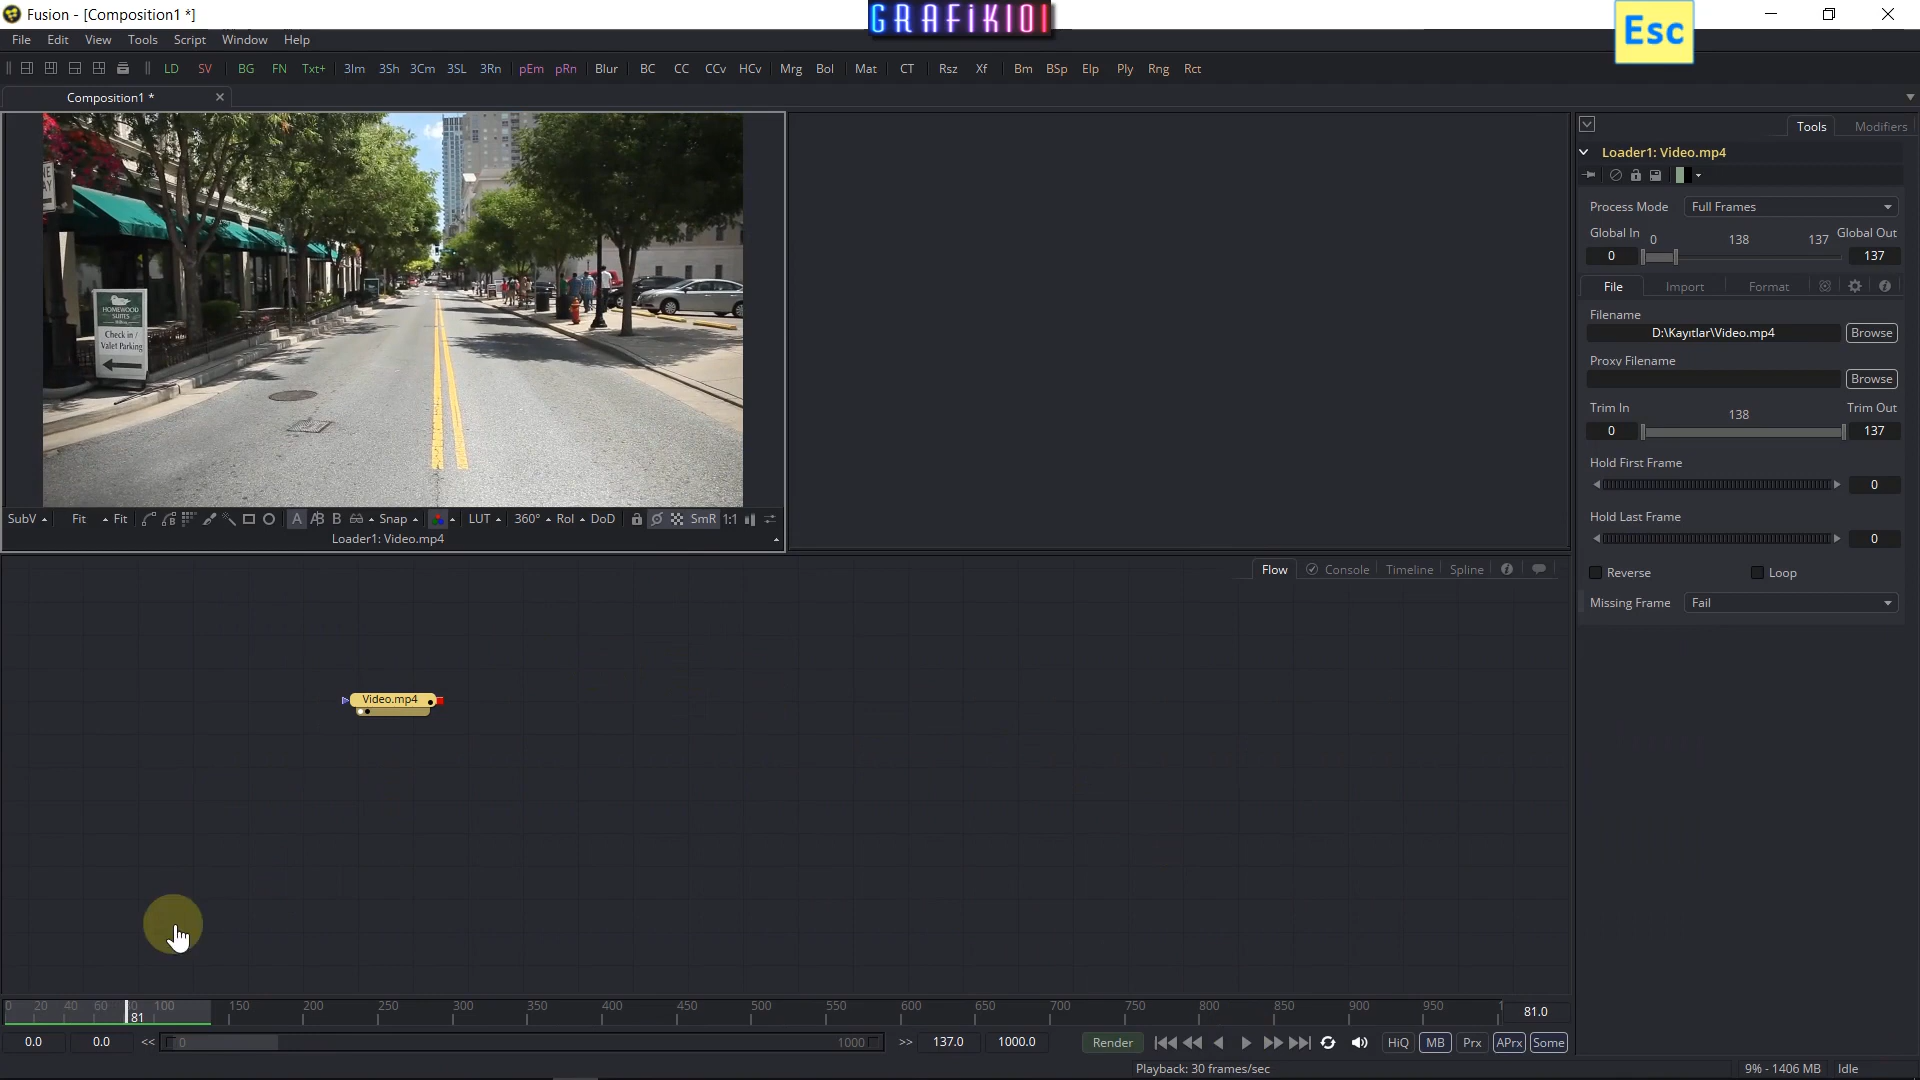 Fusion - [Composition1 *]
GRAFİK101
Esc
File Edit View Tools Script Window Help
LD SV BG FN Txt+ 3Im 3Sh 3Cm 3SL 3Rn pEm pRn Blur BC CC CCv HCv Mrg Bol Mat CT Rsz Xf Bm BSp Elp Ply Rng Rct
Composition1 *
HOMEWOOD
SUITES
Check in /
Valet Parking
SubV Fit Fit A B Snap LUT 360° RoI DoD SmR 1:1
Loader1: Video.mp4
Tools Modifiers
Loader1: Video.mp4
Process Mode Full Frames
Global In 0 138 137 Global Out
0 137
File Import Format
Filename
D:\Kayıtlar\Video.mp4 Browse
Proxy Filename
Browse
Trim In 138 Trim Out
0 137
Hold First Frame
0
Hold Last Frame
0
Reverse Loop
Missing Frame Fail
Flow Console Timeline Spline
Video.mp4
0 20 40 60 80 100 150 200 250 300 350 400 450 500 550 600 650 700 750 800 850 900 950
81 81.0
0.0 0.0 << 0 1000 >> 137.0 1000.0 Render HiQ MB Prx APrx Some
Playback: 30 frames/sec 9% - 1406 MB Idle